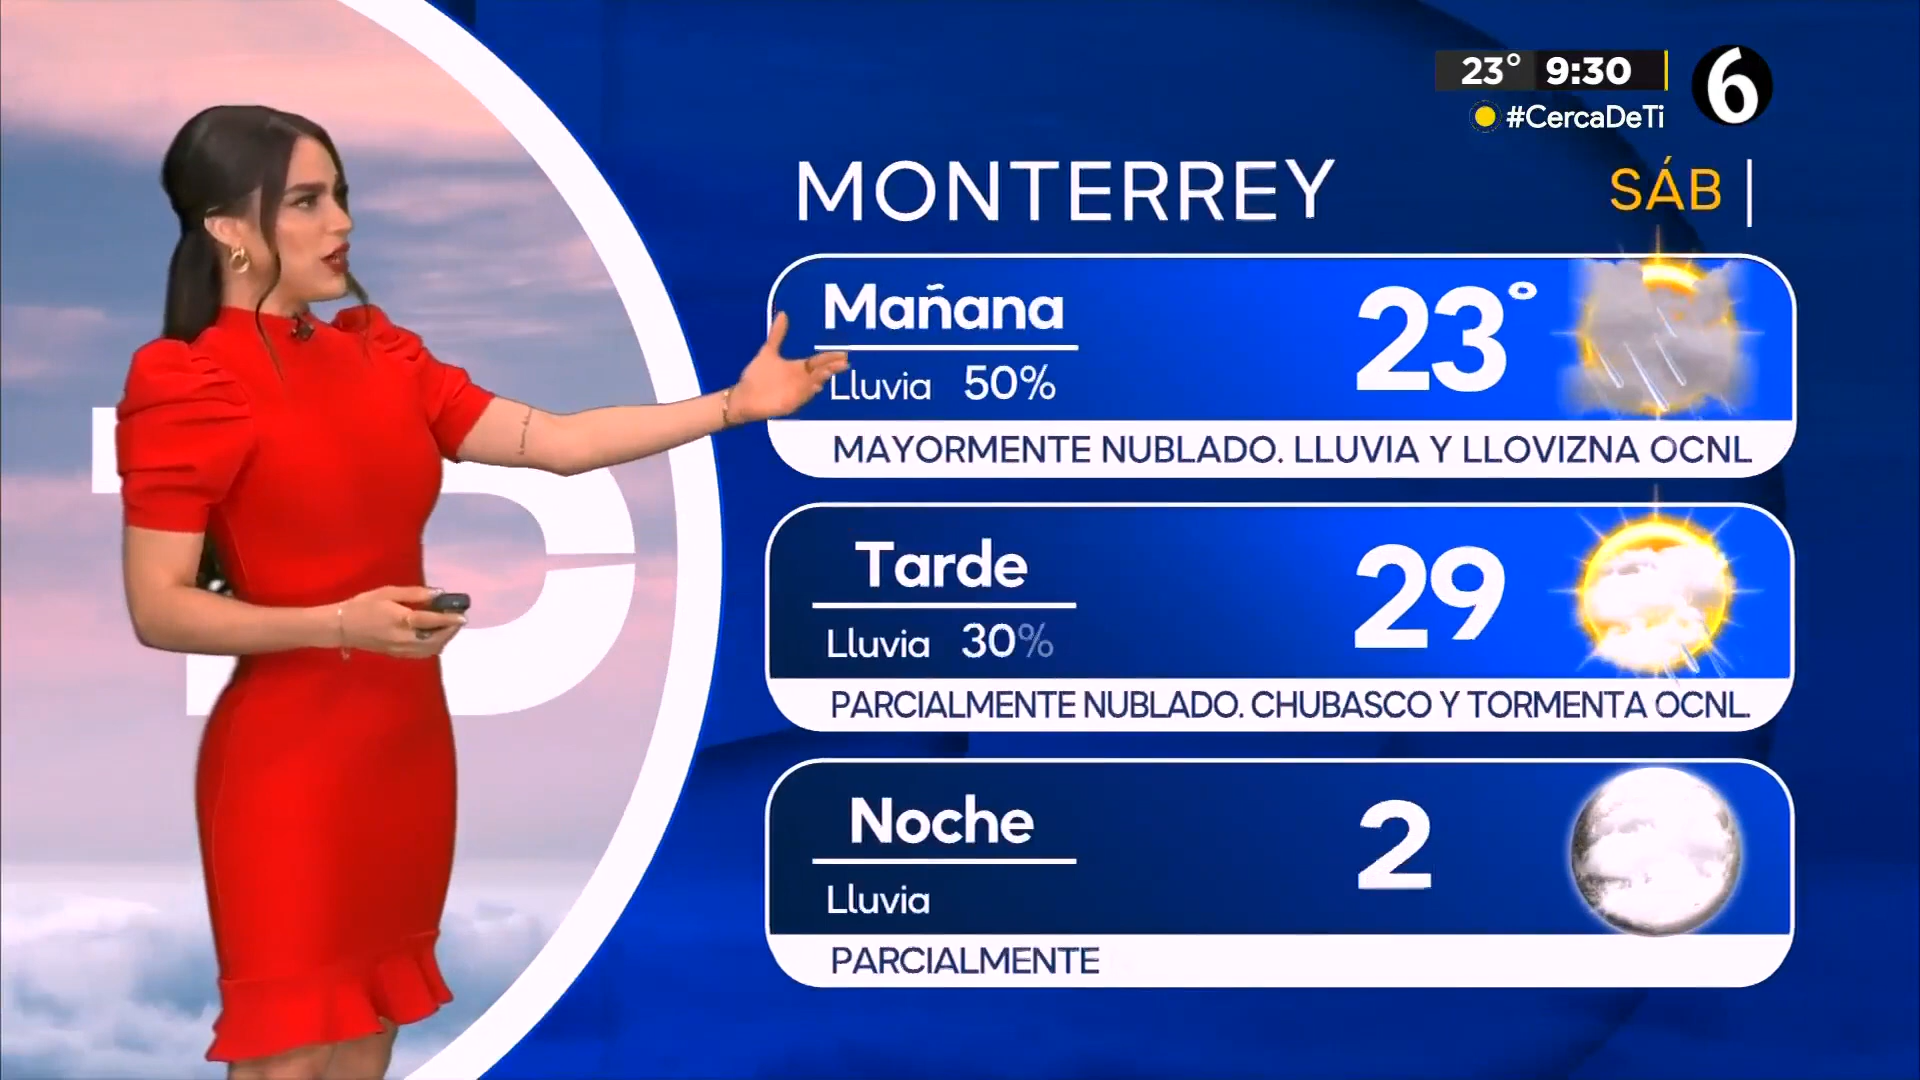 23° 9:30
6
#CercaDeTi
MONTERREY
SÁB |
Mañana
23°
Lluvia 50%
MAYORMENTE NUBLADO. LLUVIA Y LLOVIZNA OCNL.
Tarde
29
Lluvia 30%
PARCIALMENTE NUBLADO. CHUBASCO Y TORMENTA OCNL.
Noche
2
Lluvia
PARCIALMENTE